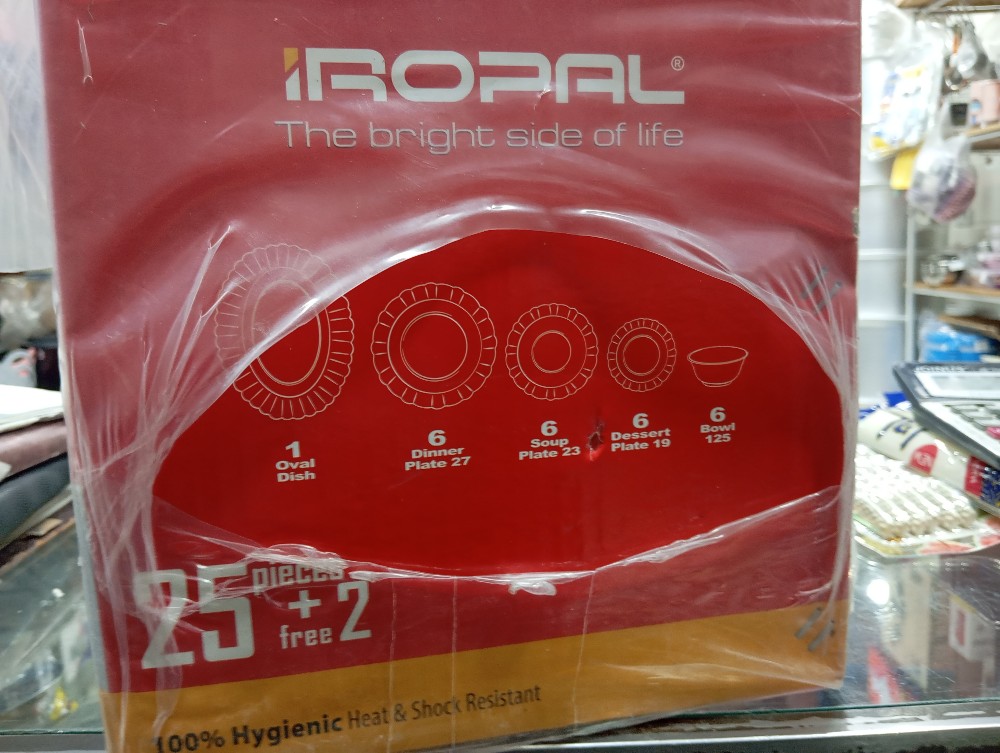 IROPAL®
The bright side of life
1
Oval
Dish
6
Dinner
Plate 27
6
Soup
Plate 23
6
Dessert
Plate 19
6
Bowl
125
25 pieces
+
free 2
100% Hygienic Heat & Shock Resistant